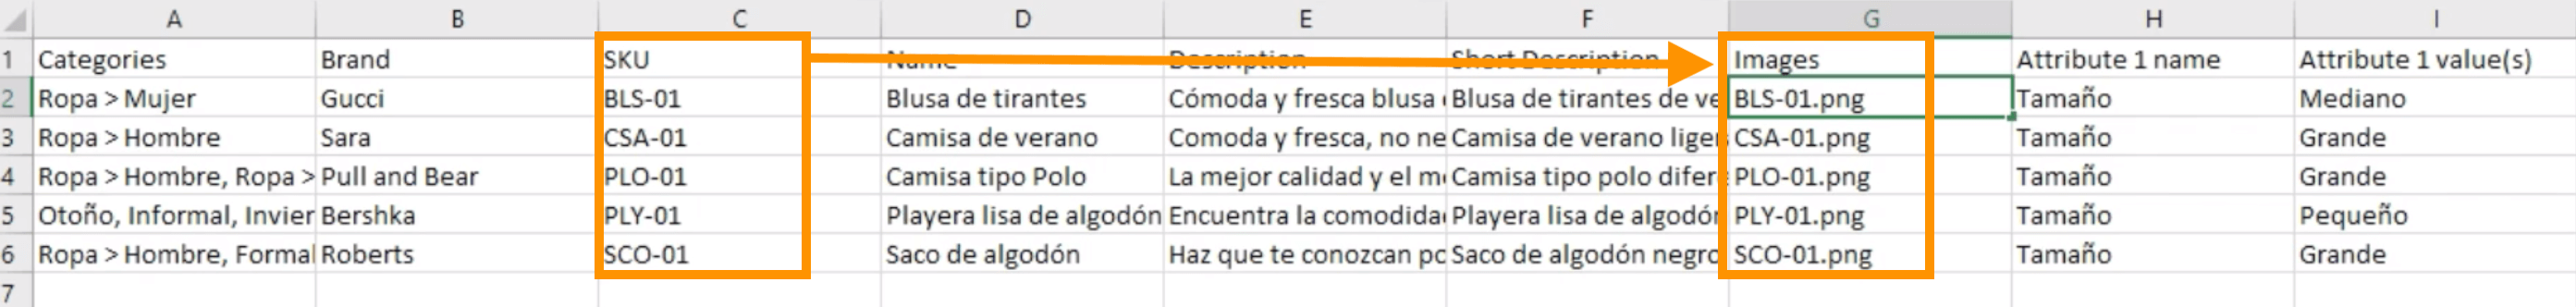 A B C D E F G H I
1 Categories Brand SKU Name Description Short Description Images Attribute 1 name Attribute 1 value(s)
2 Ropa > Mujer Gucci BLS-01 Blusa de tirantes Cómoda y fresca blusa Blusa de tirantes de ve BLS-01.png Tamaño Mediano
3 Ropa > Hombre Sara CSA-01 Camisa de verano Comoda y fresca, no ne Camisa de verano liger CSA-01.png Tamaño Grande
4 Ropa > Hombre, Ropa > Pull and Bear PLO-01 Camisa tipo Polo La mejor calidad y el m Camisa tipo polo difer PLO-01.png Tamaño Grande
5 Otoño, Informal, Invier Bershka PLY-01 Playera lisa de algodón Encuentra la comodida Playera lisa de algodón PLY-01.png Tamaño Pequeño
6 Ropa > Hombre, Formal Roberts SCO-01 Saco de algodón Haz que te conozcan po Saco de algodón negro SCO-01.png Tamaño Grande
7